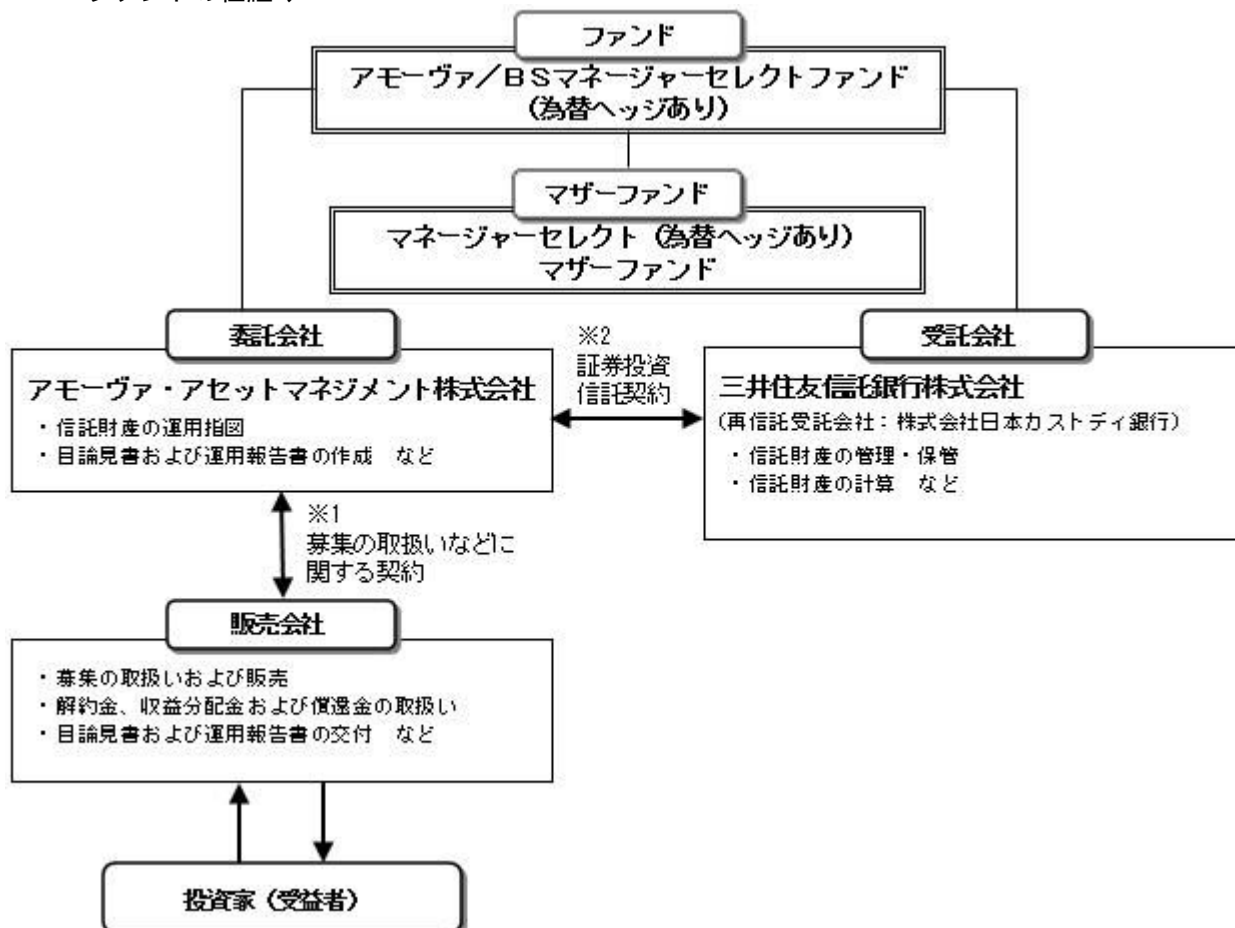 ファンドの仕組み
ファンド
アモーヴァ／ＢＳマネージャーセレクトファンド
（為替ヘッジあり）
マザーファンド
マネージャーセレクト（為替ヘッジあり）
マザーファンド
委託会社
アモーヴァ・アセットマネジメント株式会社
・信託財産の運用指図
・目論見書および運用報告書の作成　など
※2
証券投資
信託契約
受託会社
三井住友信託銀行株式会社
（再信託受託会社：株式会社日本カストディ銀行）
・信託財産の管理・保管
・信託財産の計算　など
※1
募集の取扱いなどに
関する契約
販売会社
・募集の取扱いおよび販売
・解約金、収益分配金および償還金の取扱い
・目論見書および運用報告書の交付　など
投資家（受益者）